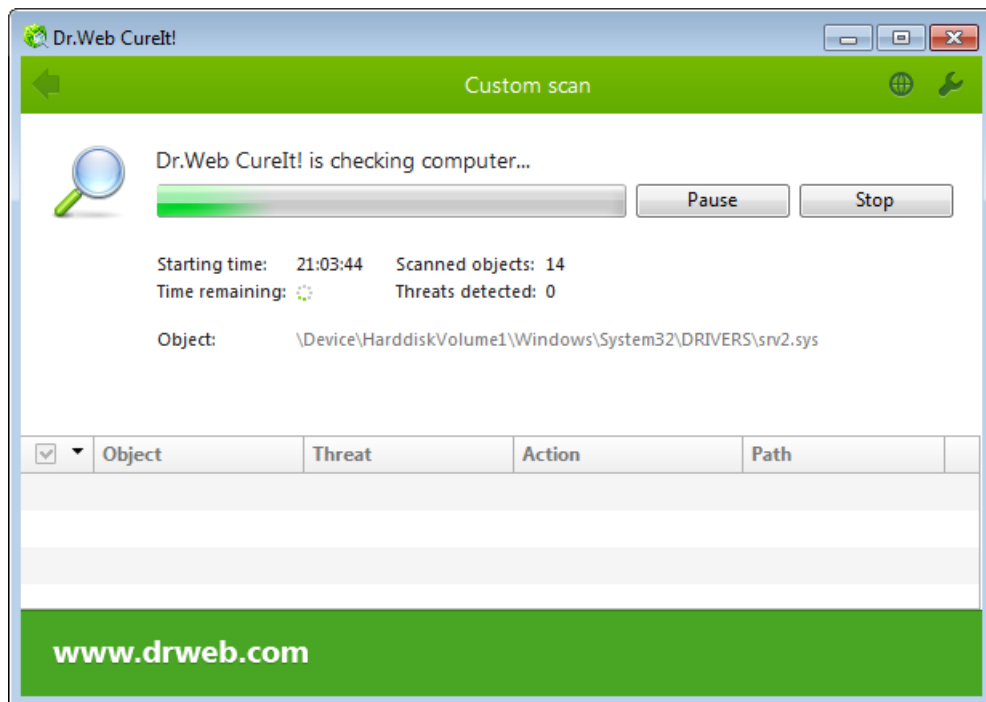 Dr.Web CureIt!
Custom scan
Dr.Web CureIt! is checking computer...
Pause
Stop
Starting time: 21:03:44 Scanned objects: 14
Time remaining: Threats detected: 0
Object: \Device\HarddiskVolume1\Windows\System32\DRIVERS\srv2.sys
Object Threat Action Path
www.drweb.com